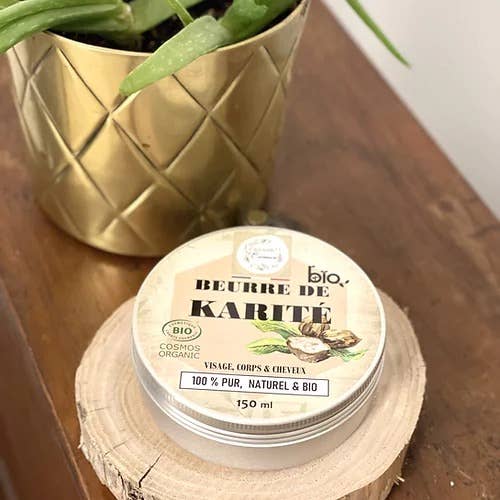 bio
BEURRE DE
KARITÉ
BIO
COSMOS
ORGANIC
VISAGE, CORPS & CHEVEUX
100 % PUR, NATUREL & BIO
150 ml